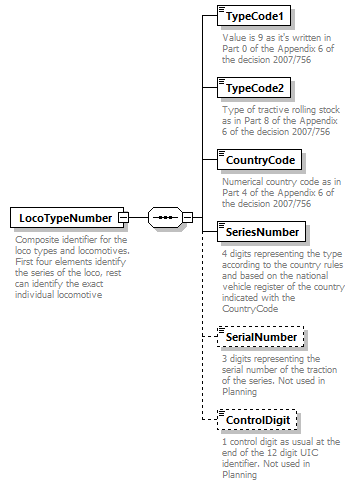 TypeCode1
Value is 9 as it's written in
Part 0 of the Appendix 6 of
the decision 2007/756
TypeCode2
Type of tractive rolling stock
as in Part 8 of the Appendix
6 of the decision 2007/756
CountryCode
Numerical country code as in
Part 4 of the Appendix 6 of
the decision 2007/756
LocoTypeNumber
Composite identifier for the
loco types and locomotives.
First four elements identify
the series of the loco, rest
can identify the exact
individual locomotive
SeriesNumber
4 digits representing the type
according to the country rules
and based on the national
vehicle register of the country
indicated with the
CountryCode
SerialNumber
3 digits representing the
serial number of the traction
of the series. Not used in
Planning
ControlDigit
1 control digit as usual at the
end of the 12 digit UIC
identifier. Not used in
Planning